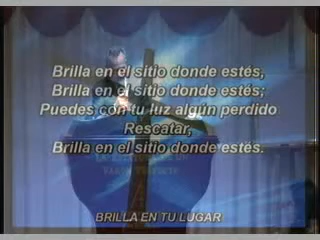 Brilla en el sitio donde estés,
Brilla en el sitio donde estés;
Puedes con tu luz algún perdido
Rescatar,
Brilla en el sitio donde estés.
BRILLA EN TU LUGAR